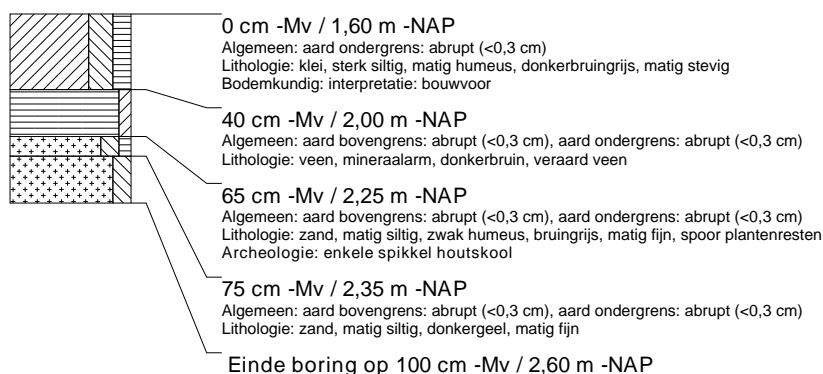 0 cm -Mv / 1,60 m -NAP
Algemeen: aard ondergrens: abrupt (<0,3 cm)
Lithologie: klei, sterk siltig, matig humeus, donkerbruingrijs, matig stevig
Bodemkundig: interpretatie: bouwvoor
40 cm -Mv / 2,00 m -NAP
Algemeen: aard bovengrens: abrupt (<0,3 cm), aard ondergrens: abrupt (<0,3 cm)
Lithologie: veen, mineraalarm, donkerbruin, veraard veen
65 cm -Mv / 2,25 m -NAP
Algemeen: aard bovengrens: abrupt (<0,3 cm), aard ondergrens: abrupt (<0,3 cm)
Lithologie: zand, matig siltig, zwak humeus, bruingrijs, matig fijn, spoor plantenresten
Archeologie: enkele spikkel houtskool
75 cm -Mv / 2,35 m -NAP
Algemeen: aard bovengrens: abrupt (<0,3 cm), aard ondergrens: abrupt (<0,3 cm)
Lithologie: zand, matig siltig, donkergeel, matig fijn
Einde boring op 100 cm -Mv / 2,60 m -NAP